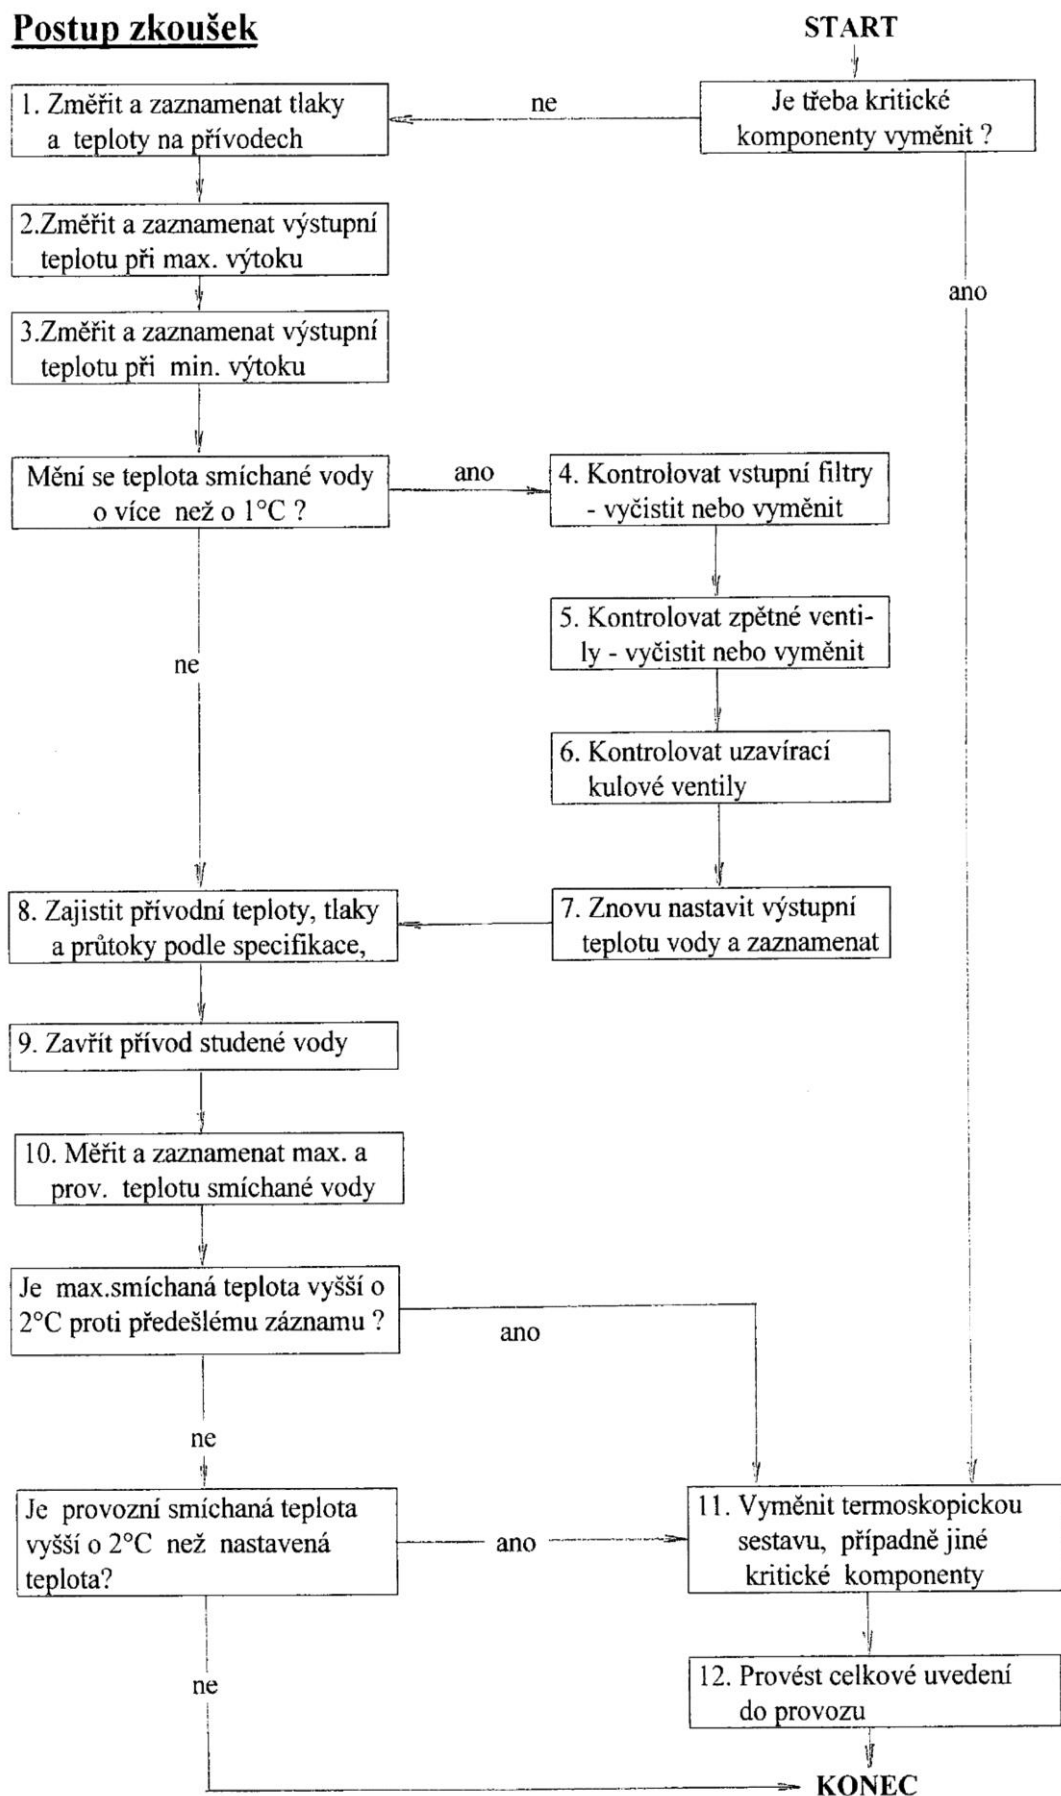 Postup zkoušek
START
Je třeba kritické
komponenty vyměnit ?
ne
1. Změřit a zaznamenat tlaky
a teploty na přívodech
2.Změřit a zaznamenat výstupní
teplotu při max. výtoku
ano
3.Změřit a zaznamenat výstupní
teplotu při min. výtoku
Mění se teplota smíchané vody
o více než o 1°C ?
ano
4. Kontrolovat vstupní filtry
- vyčistit nebo vyměnit
5. Kontrolovat zpětné venti-
ly - vyčistit nebo vyměnit
ne
6. Kontrolovat uzavírací
kulové ventily
7. Znovu nastavit výstupní
teplotu vody a zaznamenat
8. Zajistit přívodní teploty, tlaky
a průtoky podle specifikace,
9. Zavřít přívod studené vody
10. Měřit a zaznamenat max. a
prov. teplotu smíchané vody
Je max.smíchaná teplota vyšší o
2°C proti předešlému záznamu ?
ano
ne
Je provozní smíchaná teplota
vyšší o 2°C než nastavená
teplota?
ano
11. Vyměnit termoskopickou
sestavu, případně jiné
kritické komponenty
ne
12. Provést celkové uvedení
do provozu
KONEC